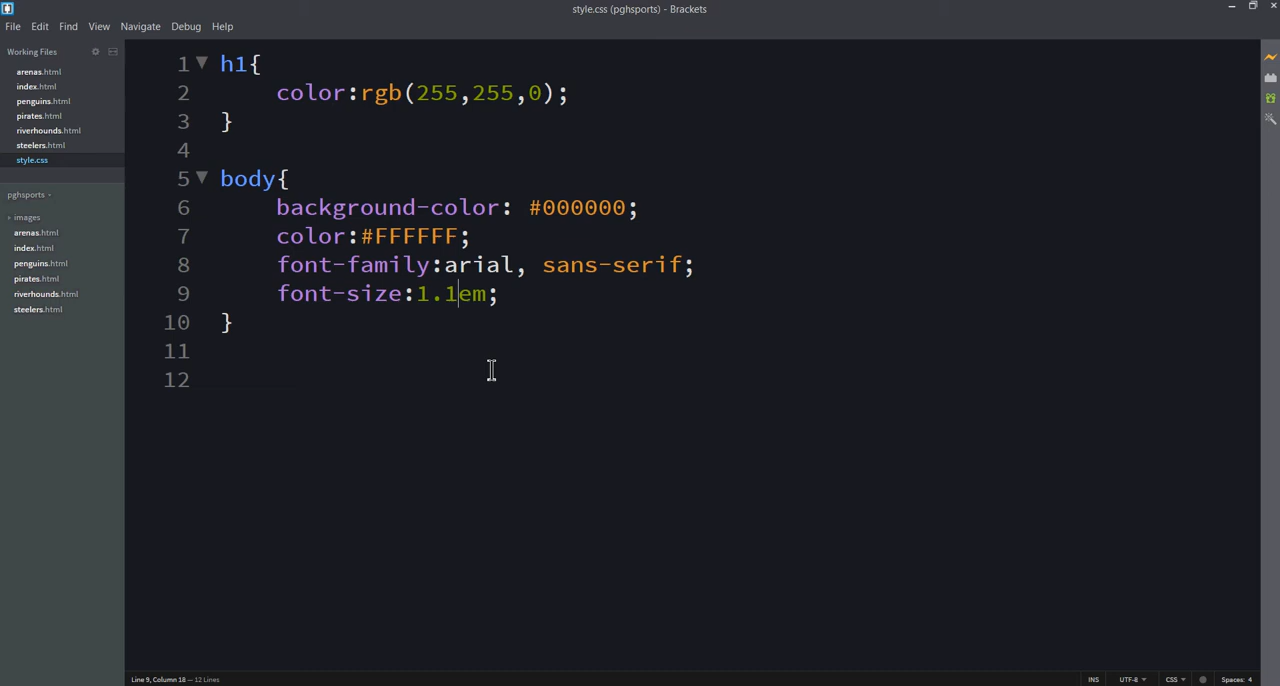 style.css (pghsports) - Brackets
File Edit Find View Navigate Debug Help
Working Files
arenas.html
index.html
penguins.html
pirates.html
riverhounds.html
steelers.html
style.css
pghsports
images
arenas.html
index.html
penguins.html
pirates.html
riverhounds.html
steelers.html
1 h1{
2 color:rgb(255,255,0);
3 }
4
5 body{
6 background-color: #000000;
7 color:#FFFFFF;
8 font-family:arial, sans-serif;
9 font-size:1.1em;
10 }
11
12
Line 9, Column 18 — 12 Lines
INS UTF-8 CSS Spaces: 4